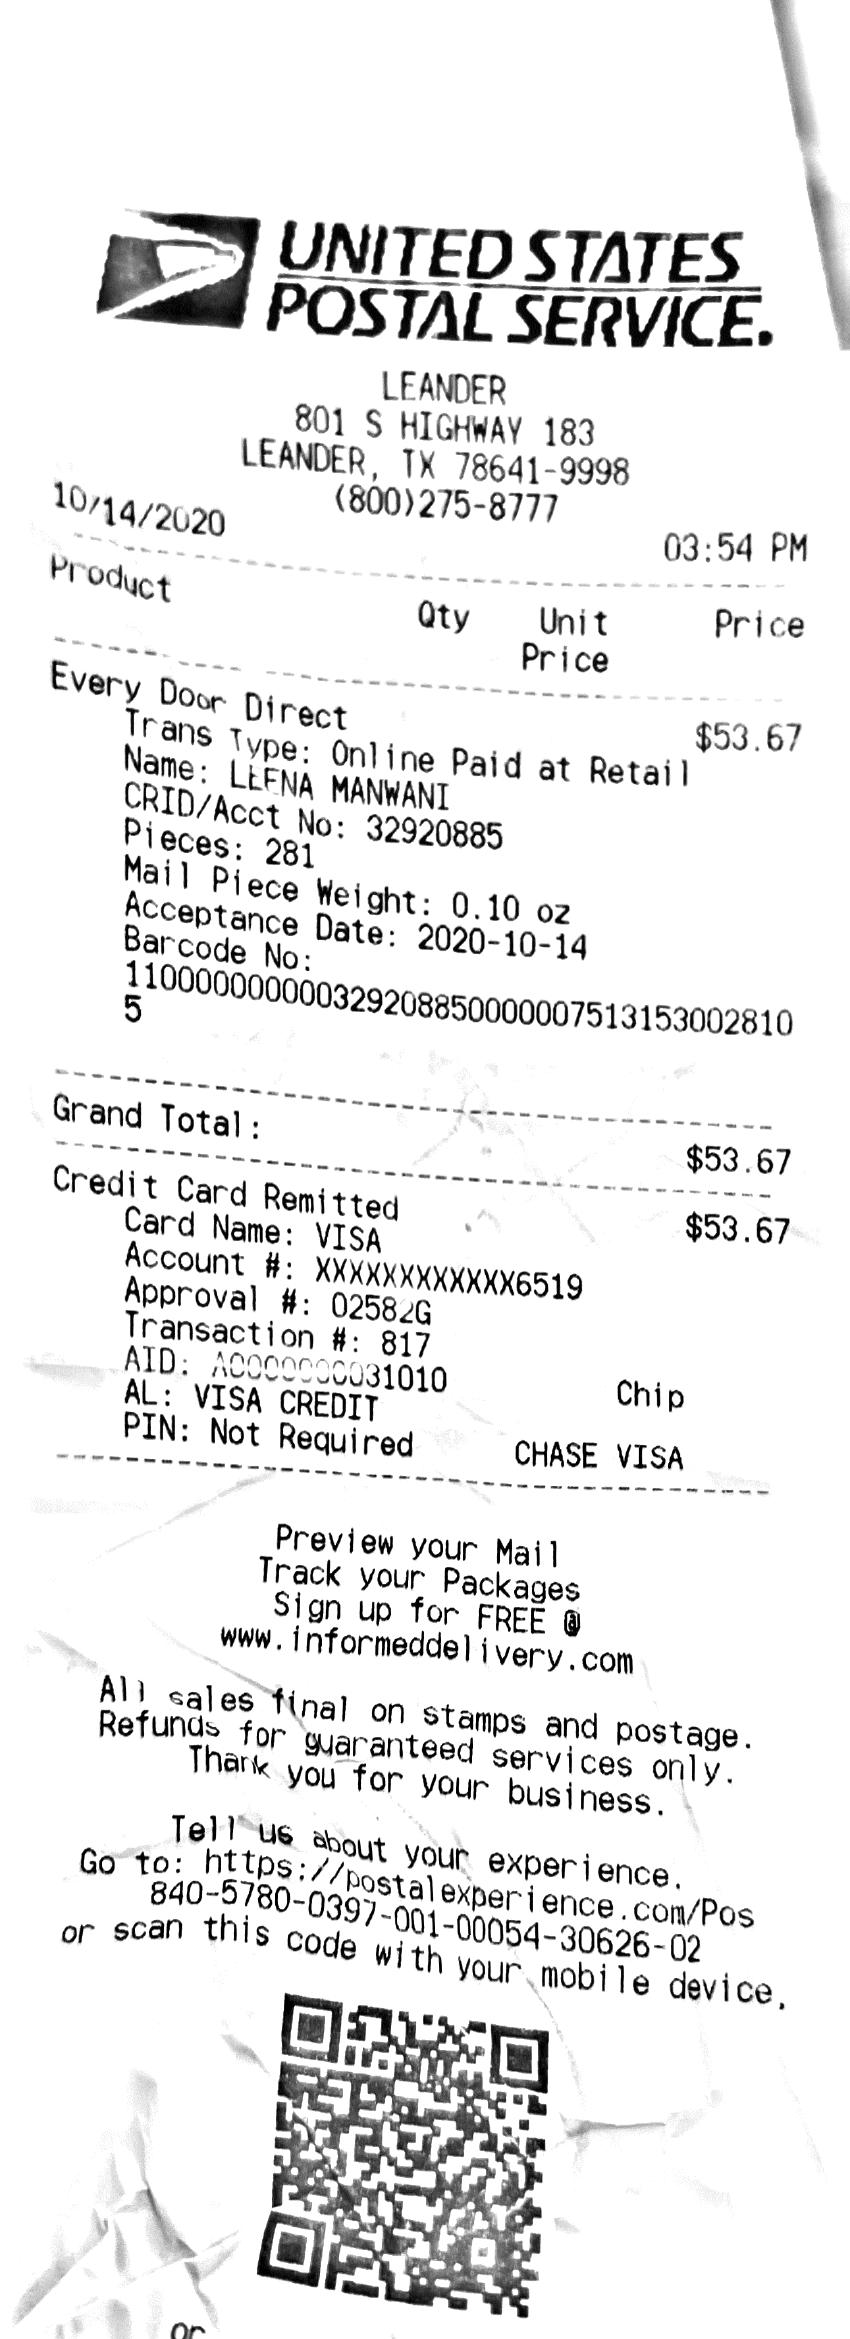 UNITED STATES
POSTAL SERVICE.
LEANDER
801 S HIGHWAY 183
LEANDER, TX 78641-9998
(800)275-8777
10/14/2020 03:54 PM
Product Qty Unit Price
Price
Every Door Direct $53.67
Trans Type: Online Paid at Retail
Name: LEENA MANWANI
CRID/Acct No: 32920885
Pieces: 281
Mail Piece Weight: 0.10 oz
Acceptance Date: 2020-10-14
Barcode No:
110000000000329208850000007513153002810
5
Grand Total: $53.67
Credit Card Remitted $53.67
Card Name: VISA
Account #: XXXXXXXXXXXX6519
Approval #: 02582G
Transaction #: 817
AID: A0000000031010 Chip
AL: VISA CREDIT
PIN: Not Required CHASE VISA
Preview your Mail
Track your Packages
Sign up for FREE @
www.informeddelivery.com
All sales final on stamps and postage.
Refunds for guaranteed services only.
Thank you for your business.
Tell us about your experience.
Go to: https://postalexperience.com/Pos
840-5780-0397-001-00054-30626-02
or scan this code with your mobile device,
or